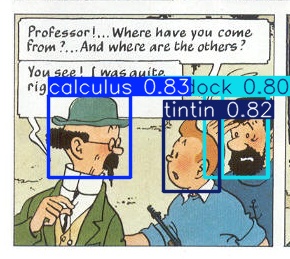 Professor!... Where have you come
from?... And where are the others?
You see! I was quite
calculus 0.83
dock 0.80
tintin 0.82